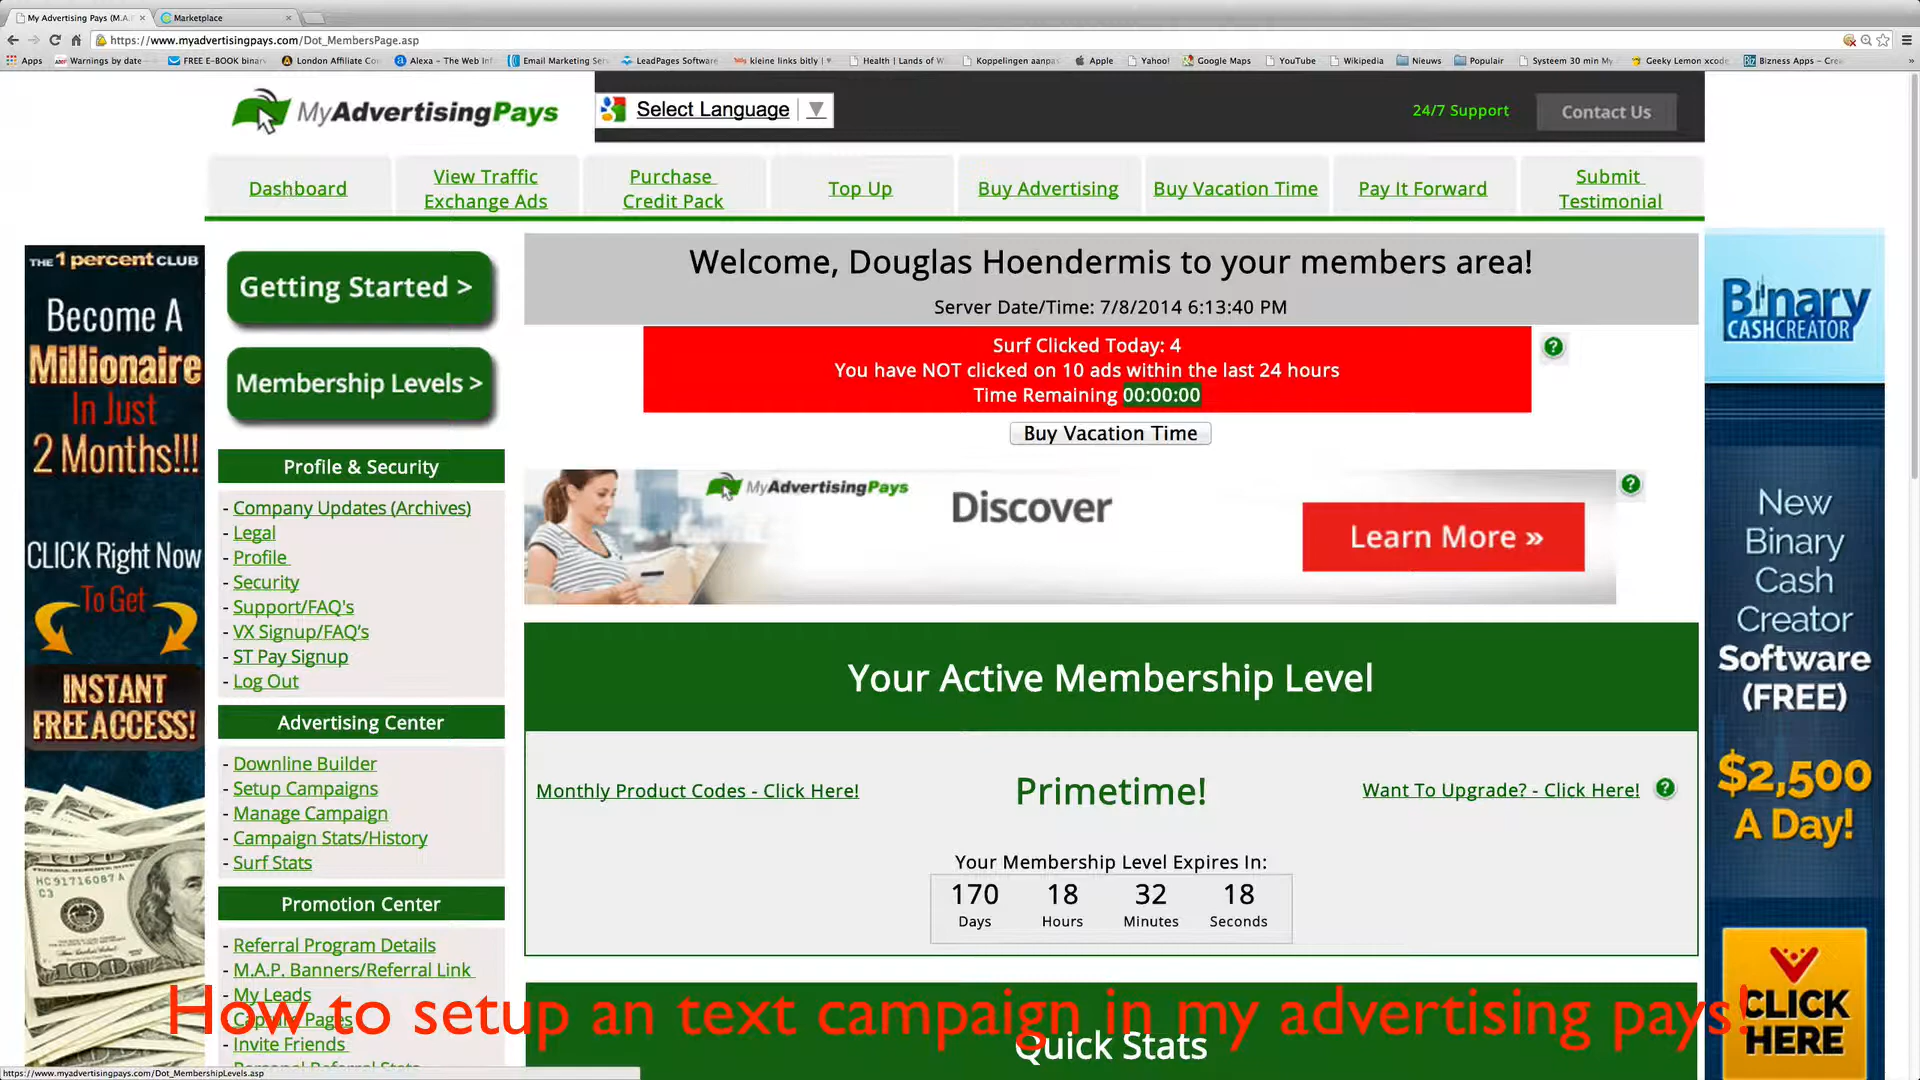 My Advertising Pays (M.A.
Marketplace
https://www.myadvertisingpays.com/Dot_MembersPage.asp
Apps
Warnings by date
FREE E-BOOK binar
London Affiliate Co
Alexa - The Web Inf
Email Marketing Ser
LeadPages Software
kleine links bitly | 
Health | Lands of W
Koppelingen aanpas
Apple
Yahoo!
Google Maps
YouTube
Wikipedia
Nieuws
Populair
Systeem 30 min My
Geeky Lemon xcode
Bizness Apps - Crea
MyAdvertisingPays
Select Language
24/7 Support
Contact Us
Dashboard
View Traffic
Exchange Ads
Purchase
Credit Pack
Top Up
Buy Advertising
Buy Vacation Time
Pay It Forward
Submit
Testimonial
THE 1 percent CLUB
Become A
Millionaire
In Just
2 Months!!!
CLICK Right Now
To Get
INSTANT
FREE ACCESS!
HC91716087A
C3
100
Getting Started >
Membership Levels >
Profile & Security
- Company Updates (Archives)
- Legal
- Profile
- Security
- Support/FAQ's
- VX Signup/FAQ's
- ST Pay Signup
- Log Out
Advertising Center
- Downline Builder
- Setup Campaigns
- Manage Campaign
- Campaign Stats/History
- Surf Stats
Promotion Center
- Referral Program Details
- M.A.P. Banners/Referral Link
- My Leads
- Capture Pages
- Invite Friends
- Personal Referral Stats
Welcome, Douglas Hoendermis to your members area!
Server Date/Time: 7/8/2014 6:13:40 PM
Surf Clicked Today: 4
You have NOT clicked on 10 ads within the last 24 hours
Time Remaining 00:00:00
Buy Vacation Time
MyAdvertisingPays
Discover
Learn More »
Your Active Membership Level
Monthly Product Codes - Click Here!
Primetime!
Want To Upgrade? - Click Here!
Your Membership Level Expires In:
170 18 32 18
Days Hours Minutes Seconds
Quick Stats
Binary
CASHCREATOR
New
Binary
Cash
Creator
Software
(FREE)
$2,500
A Day!
CLICK
HERE
How to setup an text campaign in my advertising pays!
https://www.myadvertisingpays.com/Dot_MembershipLevels.asp